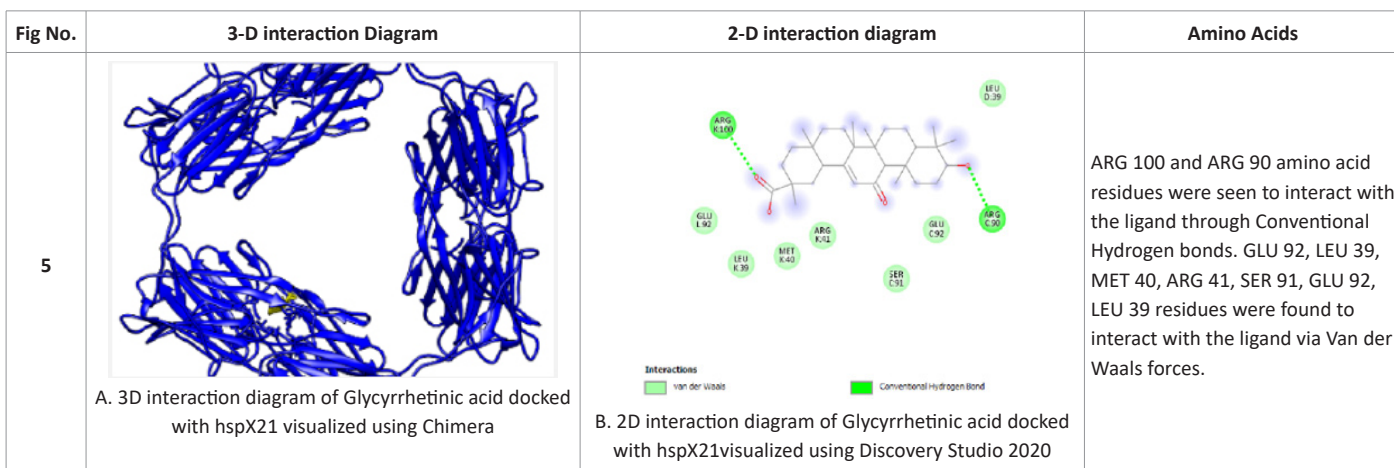 Fig No.
3-D interaction Diagram
2-D interaction diagram
Amino Acids
5
A. 3D interaction diagram of Glycyrrhetinic acid docked
with hspX21 visualized using Chimera
LEU
D:39
ARG
K:100
GLU
L:92
LEU
K:39
MET
K:40
ARG
K:41
GLU
C:92
ARG
C:90
SER
C:91
Interactions
van der Waals
Conventional Hydrogen Bond
B. 2D interaction diagram of Glycyrrhetinic acid docked
with hspX21visualized using Discovery Studio 2020
ARG 100 and ARG 90 amino acid
residues were seen to interact with
the ligand through Conventional
Hydrogen bonds. GLU 92, LEU 39,
MET 40, ARG 41, SER 91, GLU 92,
LEU 39 residues were found to
interact with the ligand via Van der
Waals forces.